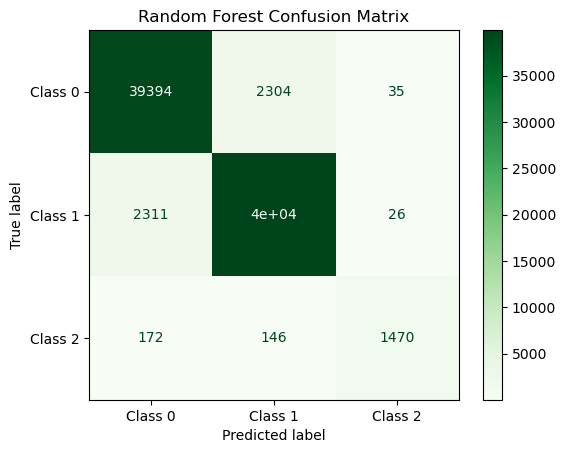 Random Forest Confusion Matrix
True label
Class 0
39394
2304
35
Class 1
2311
4e+04
26
Class 2
172
146
1470
Class 0
Class 1
Class 2
Predicted label
35000
30000
25000
20000
15000
10000
5000